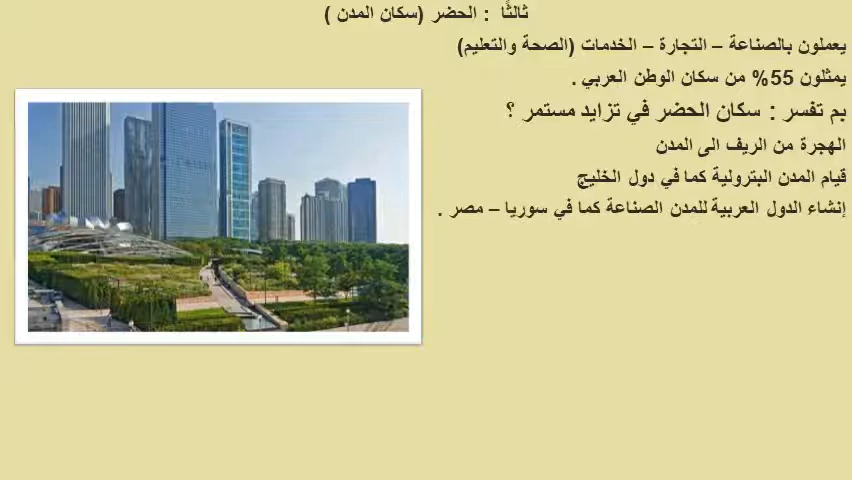 ثالثًا : الحضر (سكان المدن )
يعملون بالصناعة – التجارة – الخدمات (الصحة والتعليم)
يمثلون 55% من سكان الوطن العربي .
بم تفسر : سكان الحضر في تزايد مستمر ؟
الهجرة من الريف الى المدن
قيام المدن البترولية كما في دول الخليج
إنشاء الدول العربية للمدن الصناعة كما في سوريا – مصر .